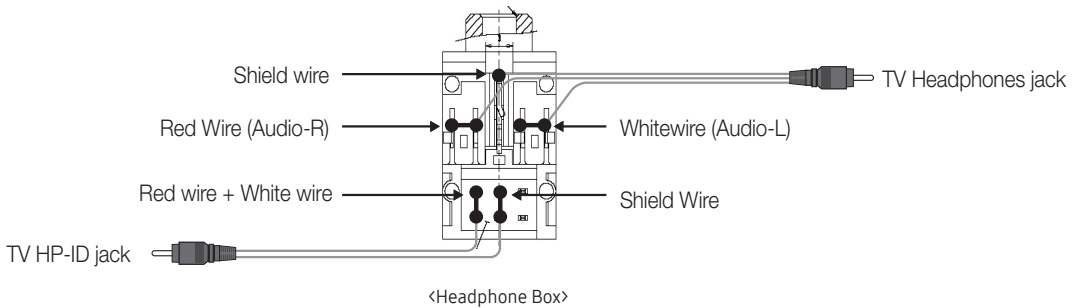 Shield wire
TV Headphones jack
Red Wire (Audio-R)
Whitewire (Audio-L)
Red wire + White wire
Shield Wire
TV HP-ID jack
<Headphone Box>